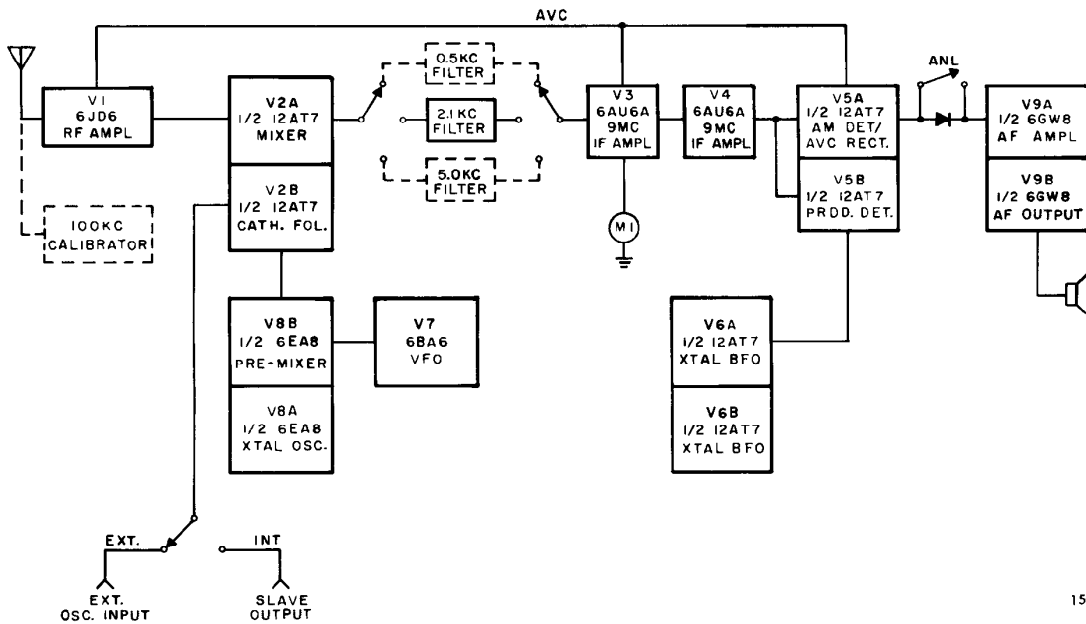 AVC
V1
6JD6
RF AMPL
100KC
CALIBRATOR
V2A
1/2 12AT7
MIXER
V2B
1/2 12AT7
CATH. FOL.
0.5KC
FILTER
2.1 KC
FILTER
5.0KC
FILTER
V3
6AU6A
9MC
IF AMPL
V4
6AU6A
9MC
IF AMPL
M1
V5A
1/2 12AT7
AM DET/
AVC RECT.
V5B
1/2 12AT7
PROD. DET.
ANL
V9A
1/2 6GW8
AF AMPL
V9B
1/2 6GW8
AF OUTPUT
V8B
1/2 6EA8
PRE-MIXER
V8A
1/2 6EA8
XTAL OSC.
V7
6BA6
VFO
V6A
1/2 12AT7
XTAL BFO
V6B
1/2 12AT7
XTAL BFO
EXT.
INT
EXT.
OSC. INPUT
SLAVE
OUTPUT
15